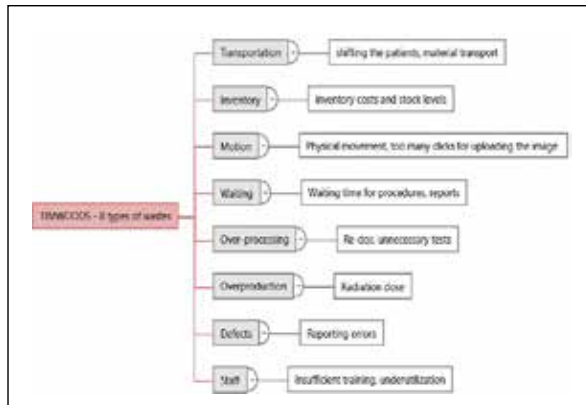 Transportation
shifting the patients, material transport
Inventory
Inventory costs and stock levels
Motion
Physical movement, too many clicks for uploading the image
Waiting
Waiting time for procedures, reports
TIMWOODS - 8 types of wastes
Over-processing
Re-dos, unnecessary tests
Overproduction
Radiation dose
Defects
Reporting errors
Staff
Insufficient training, underutilization